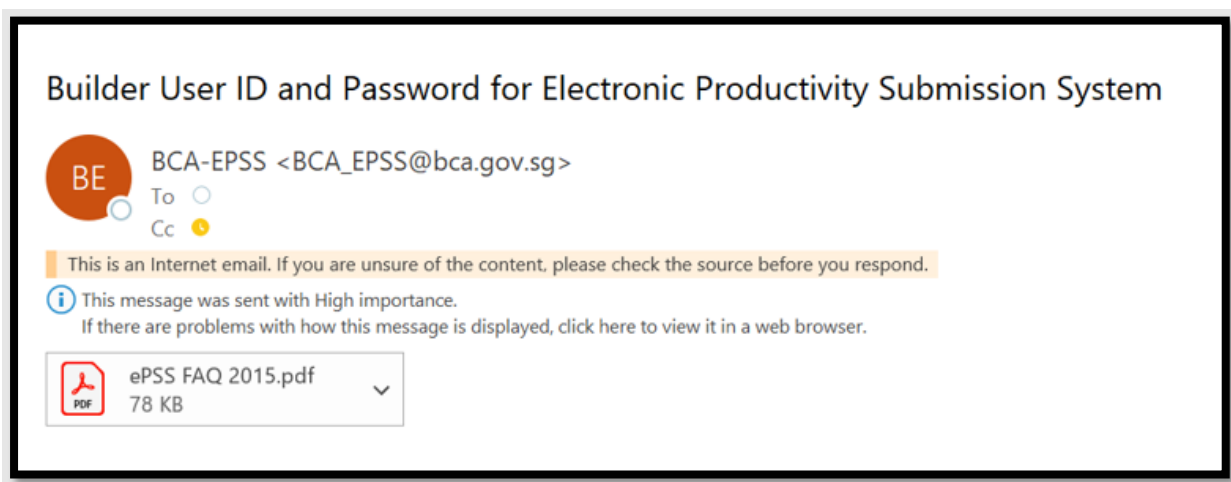 Builder User ID and Password for Electronic Productivity Submission System
BE
BCA-EPSS <BCA_EPSS@bca.gov.sg>
To
Cc
This is an Internet email. If you are unsure of the content, please check the source before you respond.
This message was sent with High importance.
If there are problems with how this message is displayed, click here to view it in a web browser.
PDF
ePSS FAQ 2015.pdf
78 KB